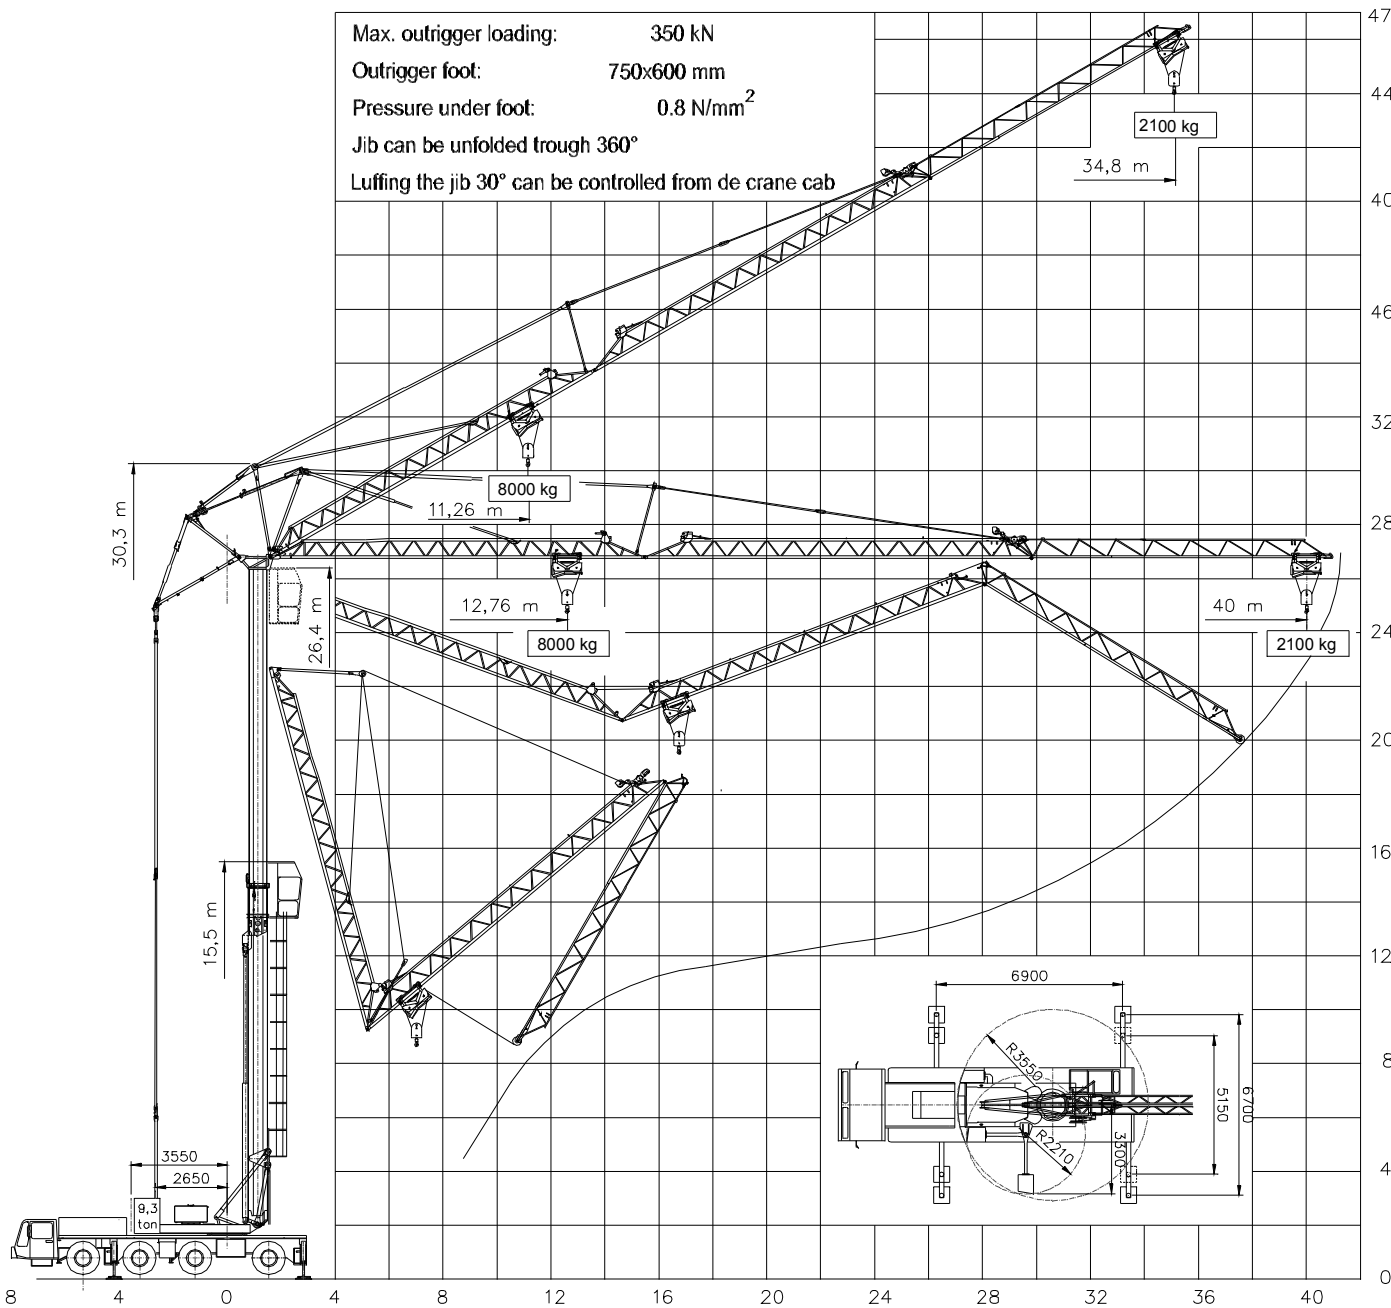 Max. outrigger loading: 350 kN
Outrigger foot: 750x600 mm
Pressure under foot: 0.8 N/mm²
Jib can be unfolded trough 360°
Luffing the jib 30° can be controlled from de crane cab
47
2100 kg
44
34,8 m
40
46
32
8000 kg
11,26 m
30,3 m
28
12,76 m
40 m
8000 kg
2100 kg
26,4 m
24
20
16
15,5 m
12
6900
R3550
8
R2210
3300
5150
6700
3550
2650
4
9,3
ton
0
8 4 0 4 8 12 16 20 24 28 32 36 40